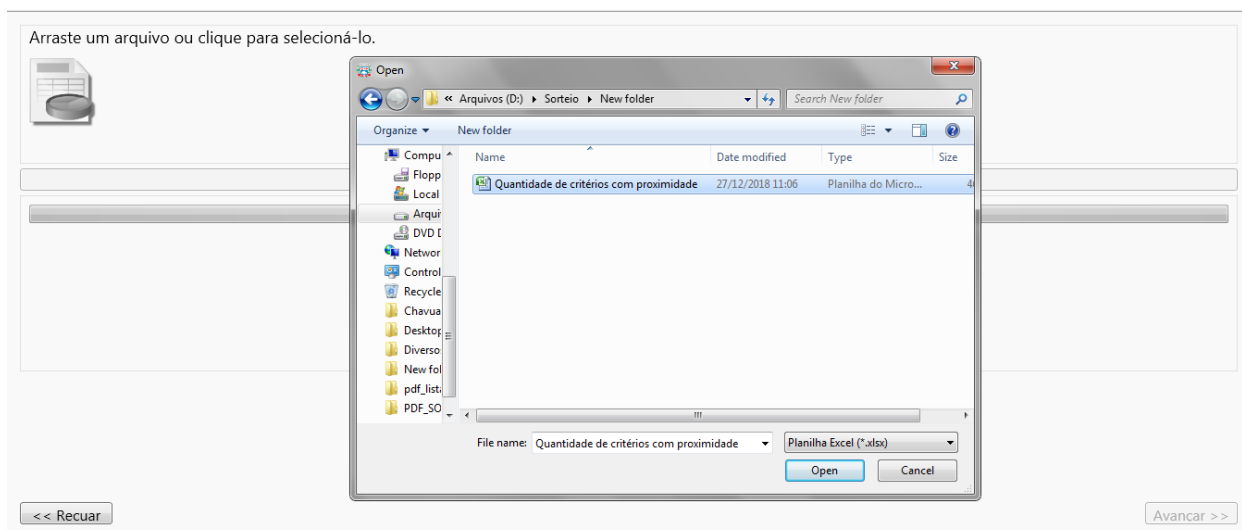 Arraste um arquivo ou clique para selecioná-lo.
Open
« Arquivos (D:) Sorteio New folder
Search New folder
Organize New folder
Name Date modified Type Size
Quantidade de critérios com proximidade 27/12/2018 11:06 Planilha do Micro...
Compu
Flopp
Local
Arqui
DVD D
Networ
Control
Recycle
Chavua
Desktop
Diverso
New fol
pdf_lista
PDF_SO
File name: Quantidade de critérios com proximidade Planilha Excel (*.xlsx)
Open Cancel
<< Recuar Avançar >>